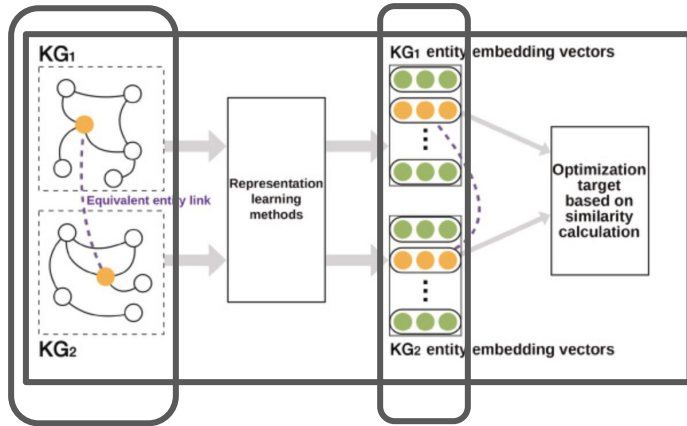 KG1
KG1 entity embedding vectors
Equivalent entity link
Representation
learning
methods
Optimization
target
based on
similarity
calculation
KG2
KG2 entity embedding vectors